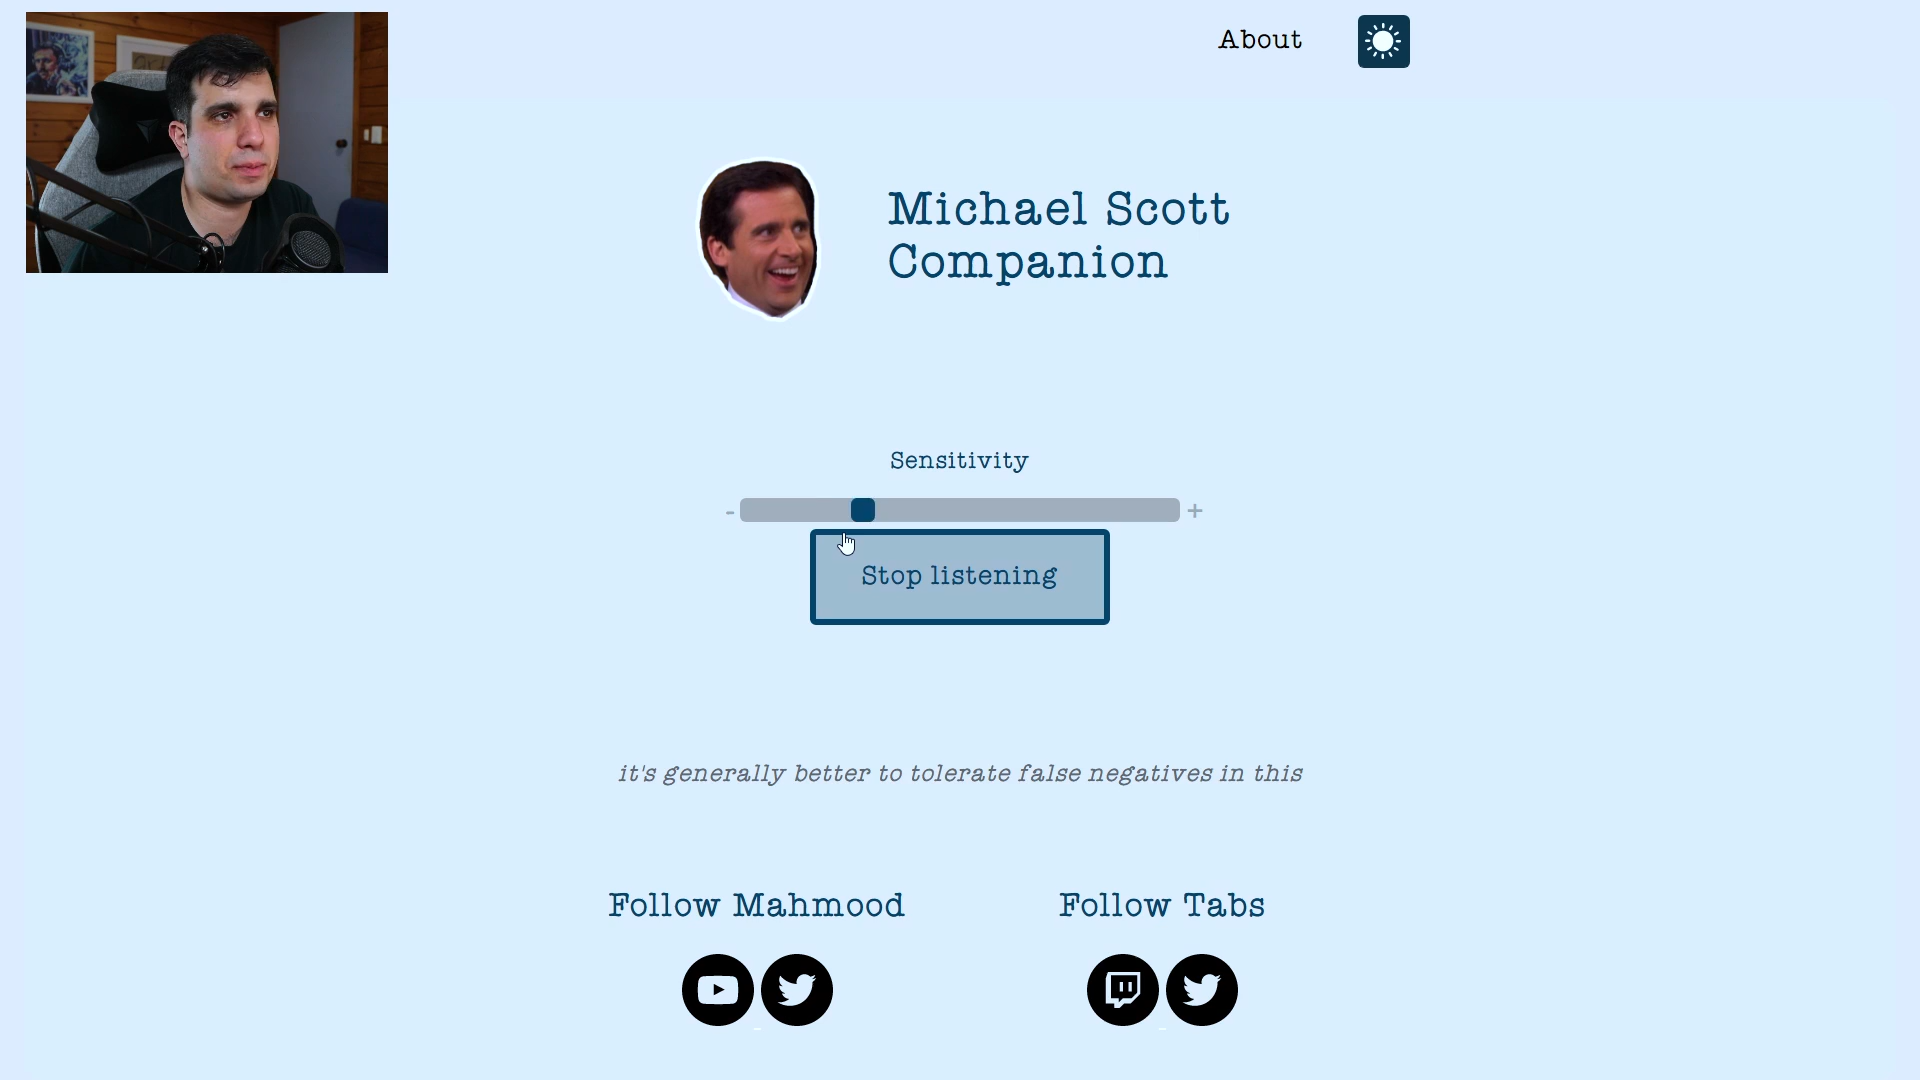 About
Michael Scott
Companion
Sensitivity
- +
Stop listening
it's generally better to tolerate false negatives in this
Follow Mahmood
Follow Tabs